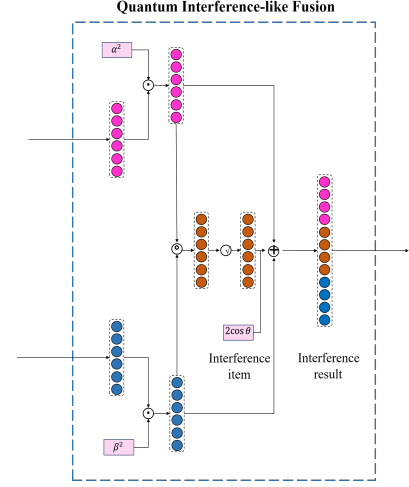 Quantum Interference-like Fusion
α²
2cos θ
Interference
item
Interference
result
β²